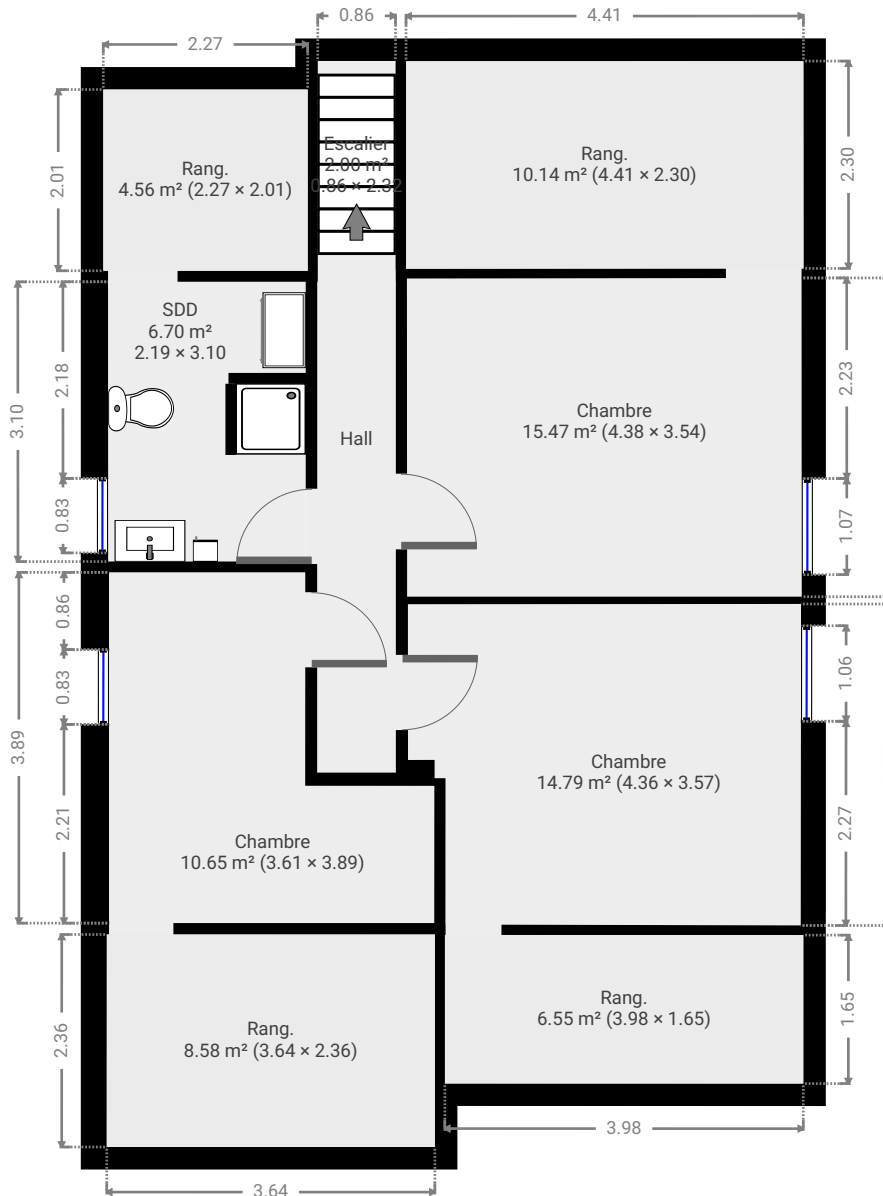 0.86
4.41
2.27
2.01
2.30
Escalier
2.00 m²
0.86 × 2.32
Rang.
4.56 m² (2.27 × 2.01)
Rang.
10.14 m² (4.41 × 2.30)
SDD
6.70 m²
2.19 × 3.10
3.10
2.18
0.83
2.23
1.07
Hall
Chambre
15.47 m² (4.38 × 3.54)
3.89
0.86
0.83
2.21
1.06
2.27
Chambre
14.79 m² (4.36 × 3.57)
Chambre
10.65 m² (3.61 × 3.89)
2.36
Rang.
8.58 m² (3.64 × 2.36)
Rang.
6.55 m² (3.98 × 1.65)
1.65
3.98
3.64